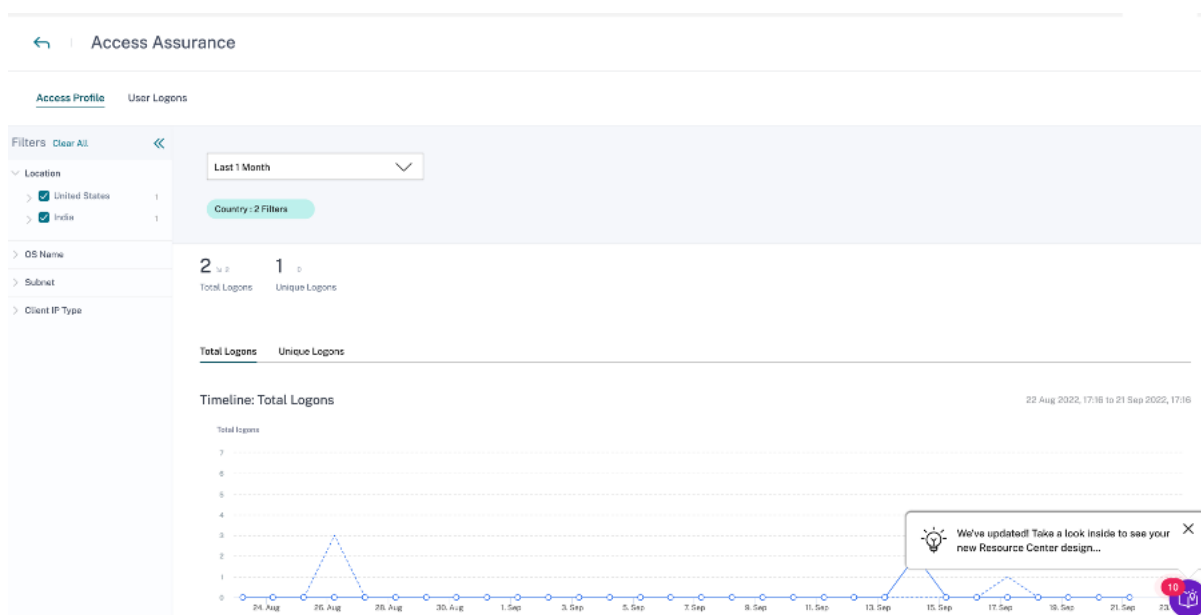 Access Assurance
Access Profile User Logons
Filters Clear All
Location
United States 1
India 1
OS Name
Subnet
Client IP Type
Last 1 Month
Country : 2 Filters
2 2
Total Logons
1 0
Unique Logons
Total Logons Unique Logons
Timeline: Total Logons
22 Aug 2022, 17:16 to 21 Sep 2022, 17:16
Total logons
7
6
5
4
3
2
1
0
24. Aug 26. Aug 28. Aug 30. Aug 1. Sep 3. Sep 5. Sep 7. Sep 9. Sep 11. Sep 13. Sep 15. Sep 17. Sep 19. Sep 21. Sep 23.
We've updated! Take a look inside to see your
new Resource Center design...
10